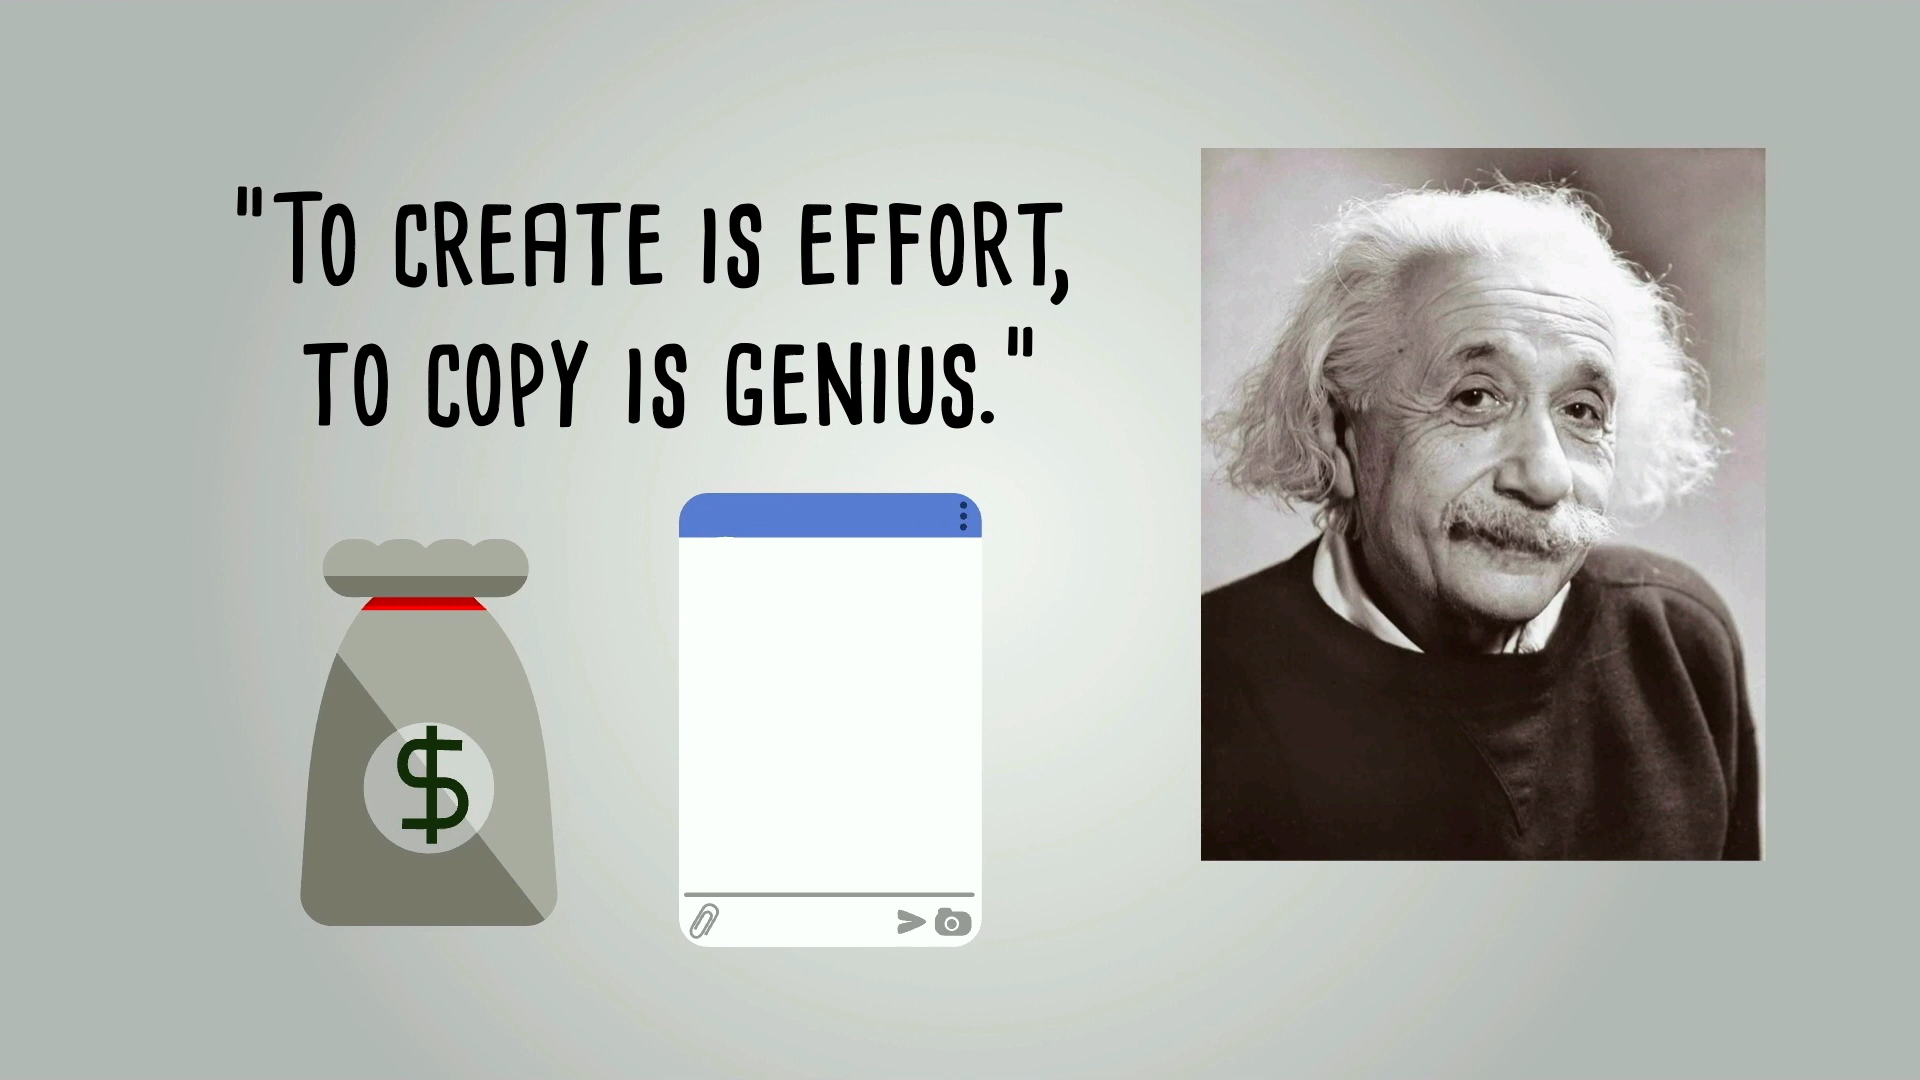 "To create is effort,
to copy is genius."
$